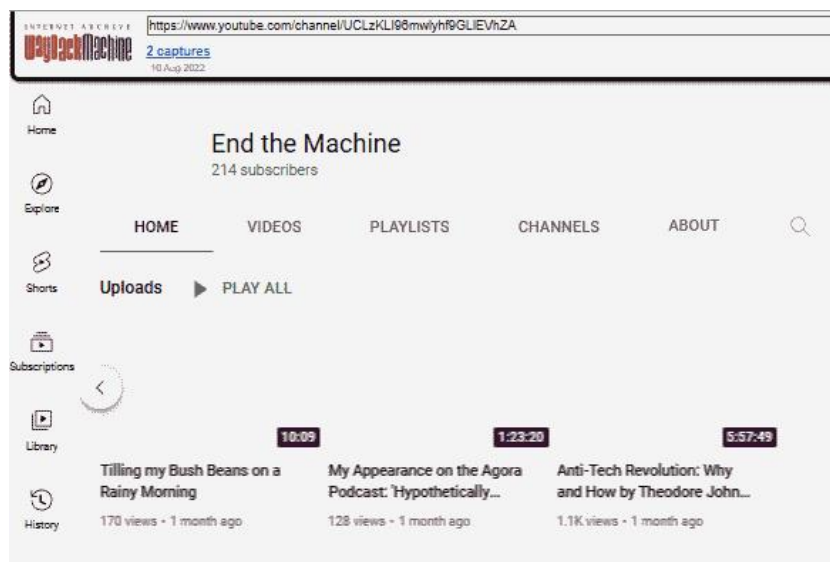 INTERNET ARCHIVE
WayBackMachine
https://www.youtube.com/channel/UCLzKLI96mwlyhf9GLIEVhZA
2 captures
10 Aug 2022
Home
Explore
Shorts
Subscriptions
Library
History
End the Machine
214 subscribers
HOME VIDEOS PLAYLISTS CHANNELS ABOUT
Uploads PLAY ALL
10:09
Tilling my Bush Beans on a
Rainy Morning
170 views • 1 month ago
1:23:20
My Appearance on the Agora
Podcast: 'Hypothetically...
128 views • 1 month ago
5:57:49
Anti-Tech Revolution: Why
and How by Theodore John...
1.1K views • 1 month ago